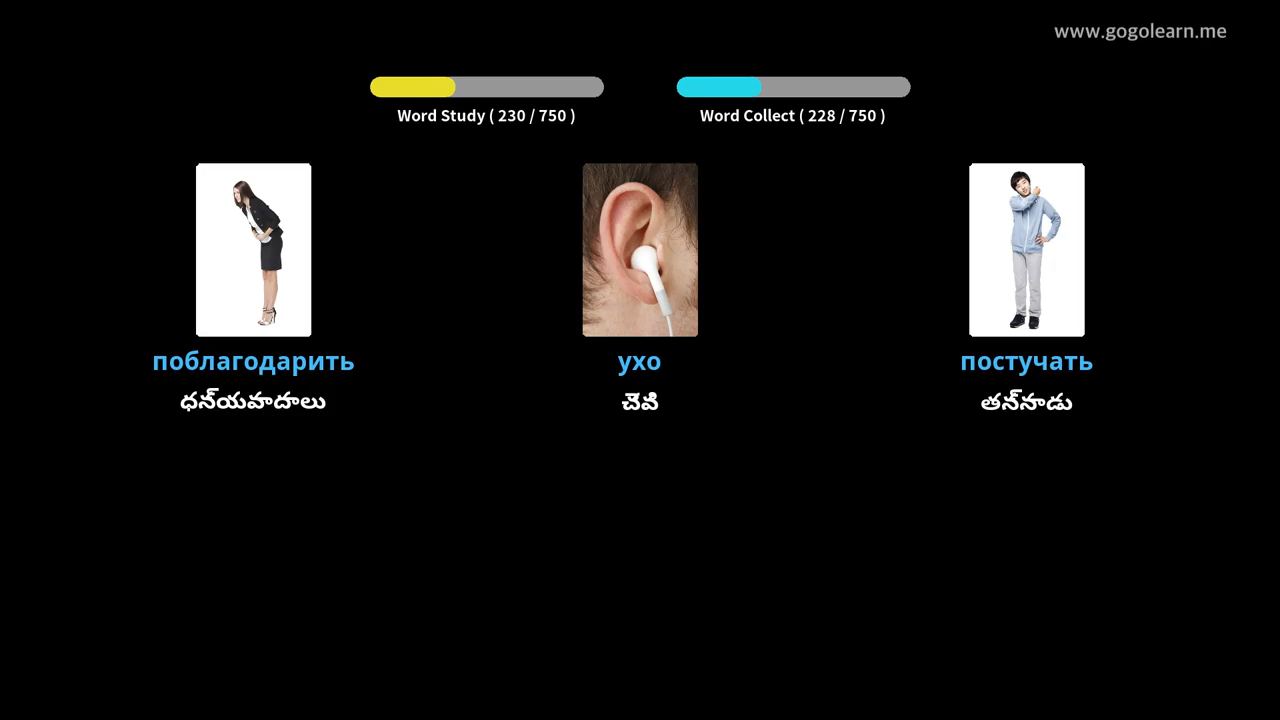 www.gogolearn.me
Word Study ( 230 / 750 )
Word Collect ( 228 / 750 )
поблагодарить
ухо
постучать
ధన్‌యవాదాలు
చెవి
తన్‌నాడు